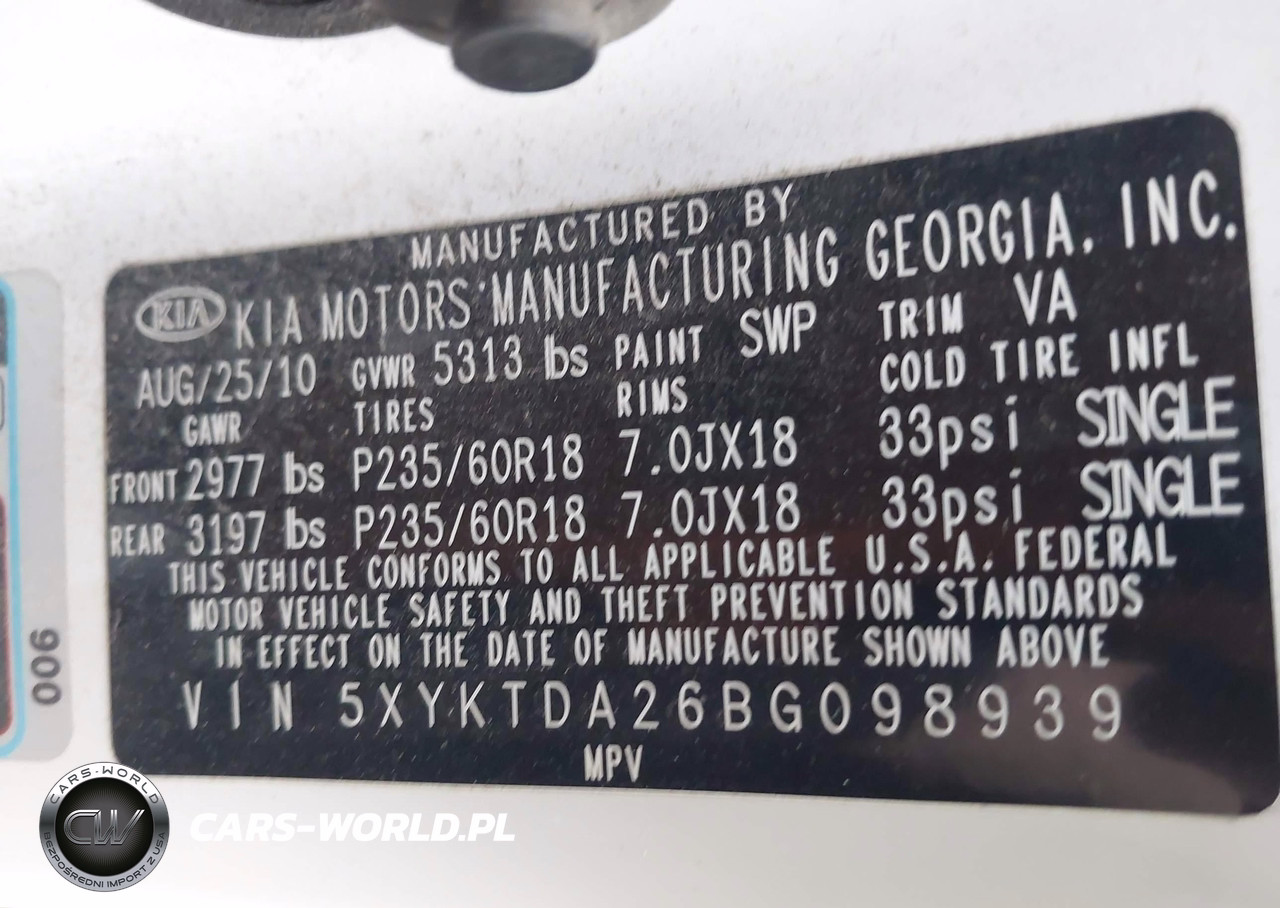 MANUFACTURED BY
KIA KIA MOTORS MANUFACTURING GEORGIA, INC.
AUG/25/10 GVWR 5313 lbs PAINT SWP TRIM VA
GAWR TIRES RIMS COLD TIRE INFL
FRONT 2977 lbs P235/60R18 7.0JX18 33psi SINGLE
REAR 3197 lbs P235/60R18 7.0JX18 33psi SINGLE
THIS VEHICLE CONFORMS TO ALL APPLICABLE U.S.A. FEDERAL
MOTOR VEHICLE SAFETY AND THEFT PREVENTION STANDARDS
IN EFFECT ON THE DATE OF MANUFACTURE SHOWN ABOVE
VIN 5XYKTDA26BG098939
MPV
006
CARS-WORLD
CW
BEZPOŚREDNI IMPORT Z USA
CARS-WORLD.PL